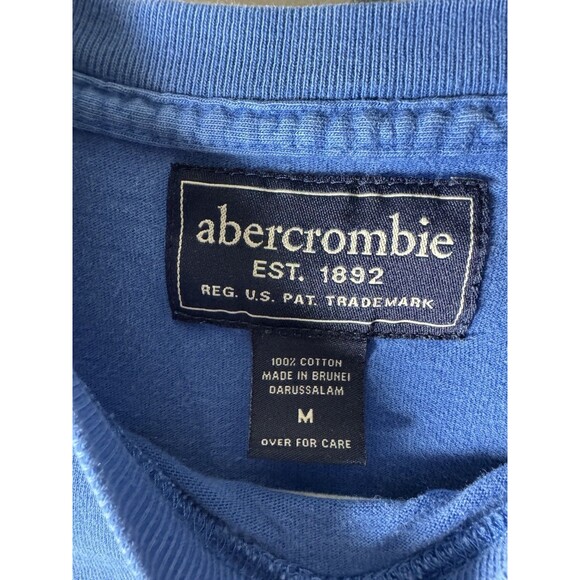 abercrombie
EST. 1892
REG. U.S. PAT. TRADEMARK
100% COTTON
MADE IN BRUNEI
DARUSSALAM
M
OVER FOR CARE